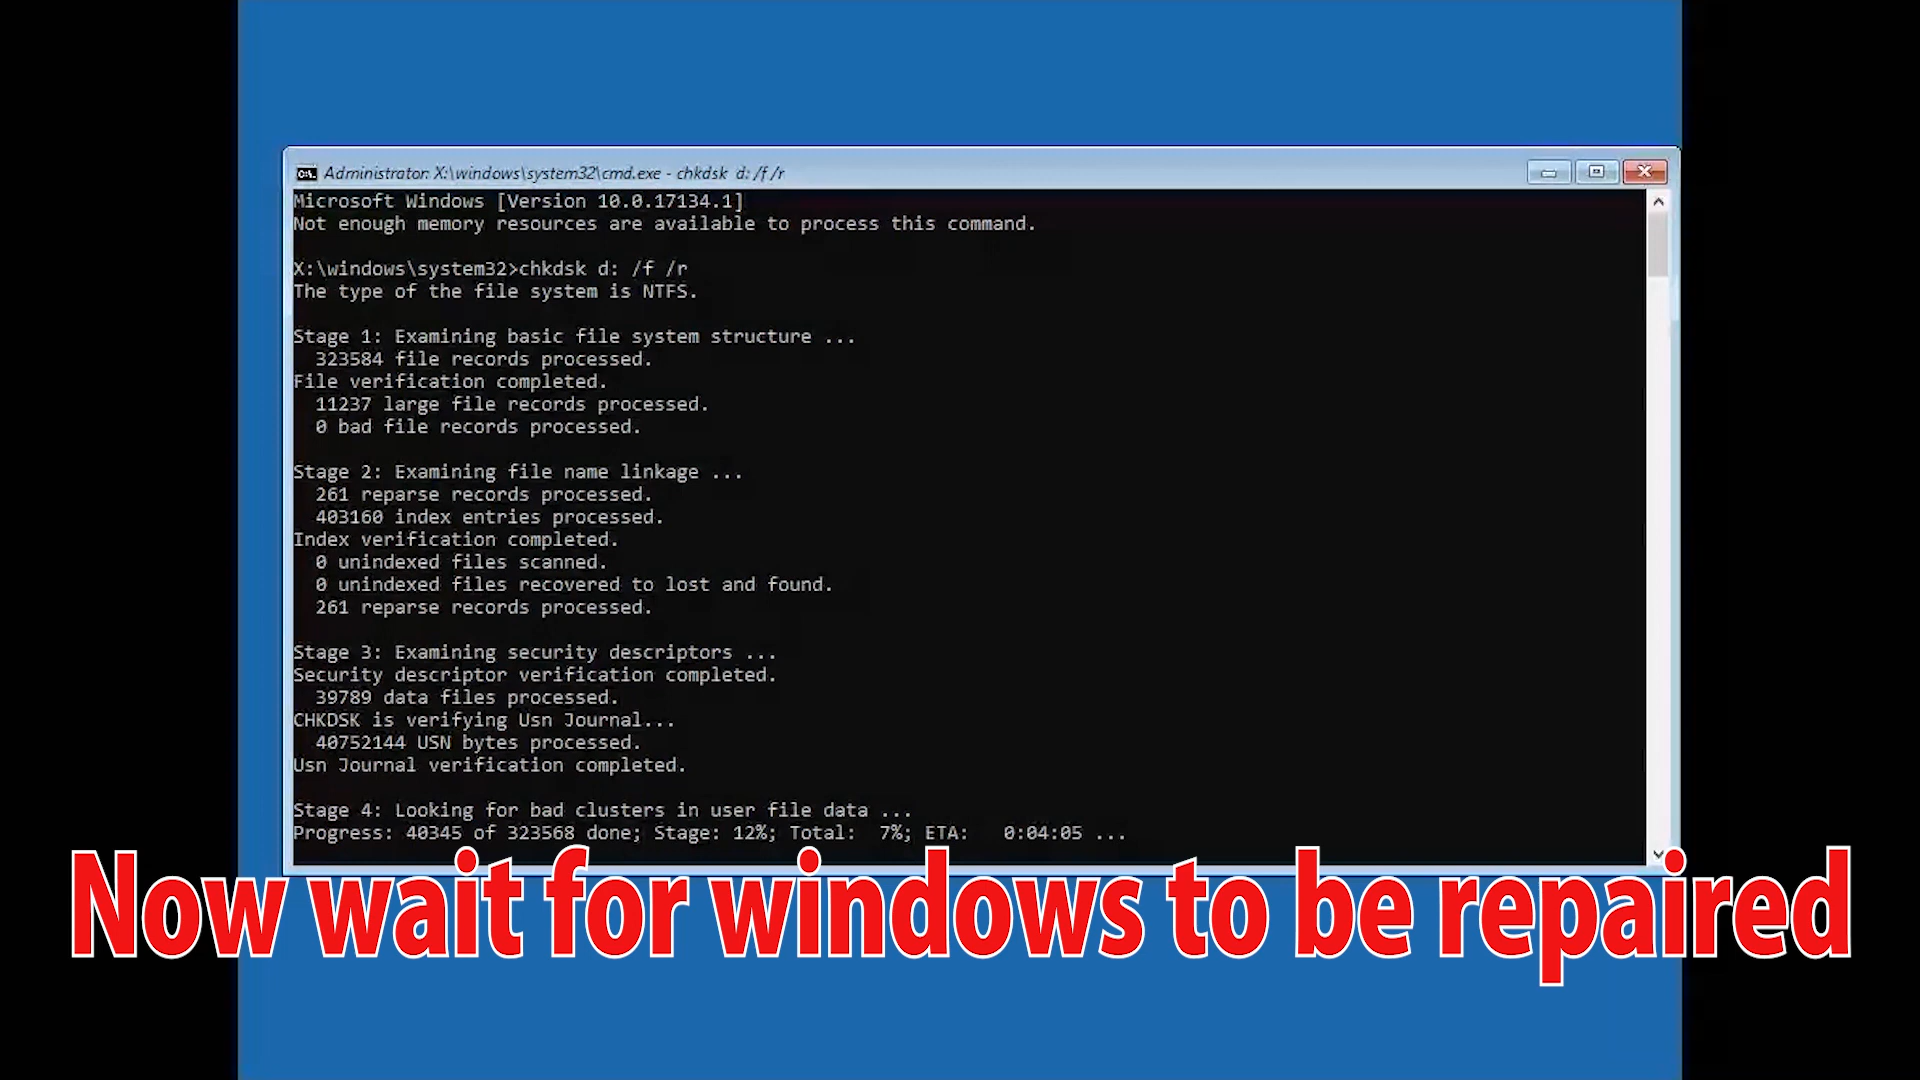 Administrator: X:\windows\system32\cmd.exe - chkdsk  d: /f /r
Microsoft Windows [Version 10.0.17134.1]
Not enough memory resources are available to process this command.
X:\windows\system32>chkdsk d: /f /r
The type of the file system is NTFS.
Stage 1: Examining basic file system structure ...
  323584 file records processed.
File verification completed.
  11237 large file records processed.
  0 bad file records processed.
Stage 2: Examining file name linkage ...
  261 reparse records processed.
  403160 index entries processed.
Index verification completed.
  0 unindexed files scanned.
  0 unindexed files recovered to lost and found.
  261 reparse records processed.
Stage 3: Examining security descriptors ...
Security descriptor verification completed.
  39789 data files processed.
CHKDSK is verifying Usn Journal...
  40752144 USN bytes processed.
Usn Journal verification completed.
Stage 4: Looking for bad clusters in user file data ...
Progress: 40345 of 323568 done; Stage: 12%; Total:  7%; ETA:   0:04:05 ...
Now wait for windows to be repaired